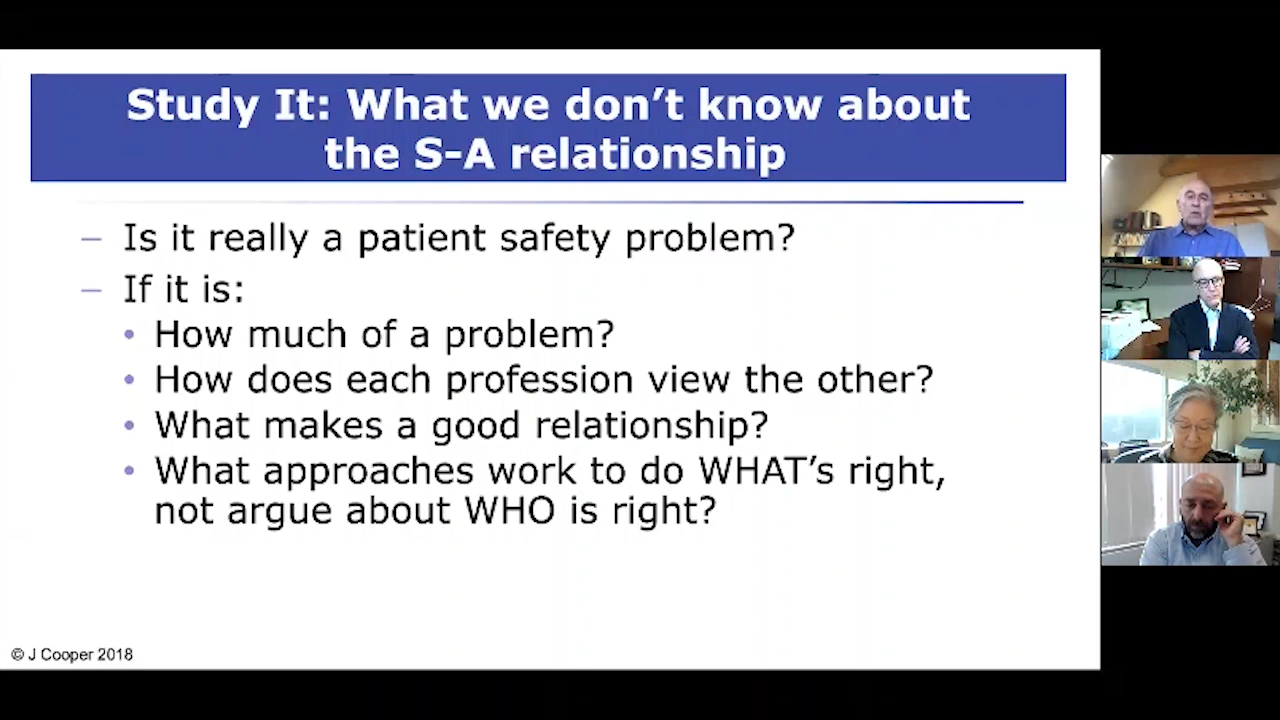 Study It: What we don’t know about
the S-A relationship
– Is it really a patient safety problem?
– If it is:
• How much of a problem?
• How does each profession view the other?
• What makes a good relationship?
• What approaches work to do WHAT’s right,
not argue about WHO is right?
© J Cooper 2018